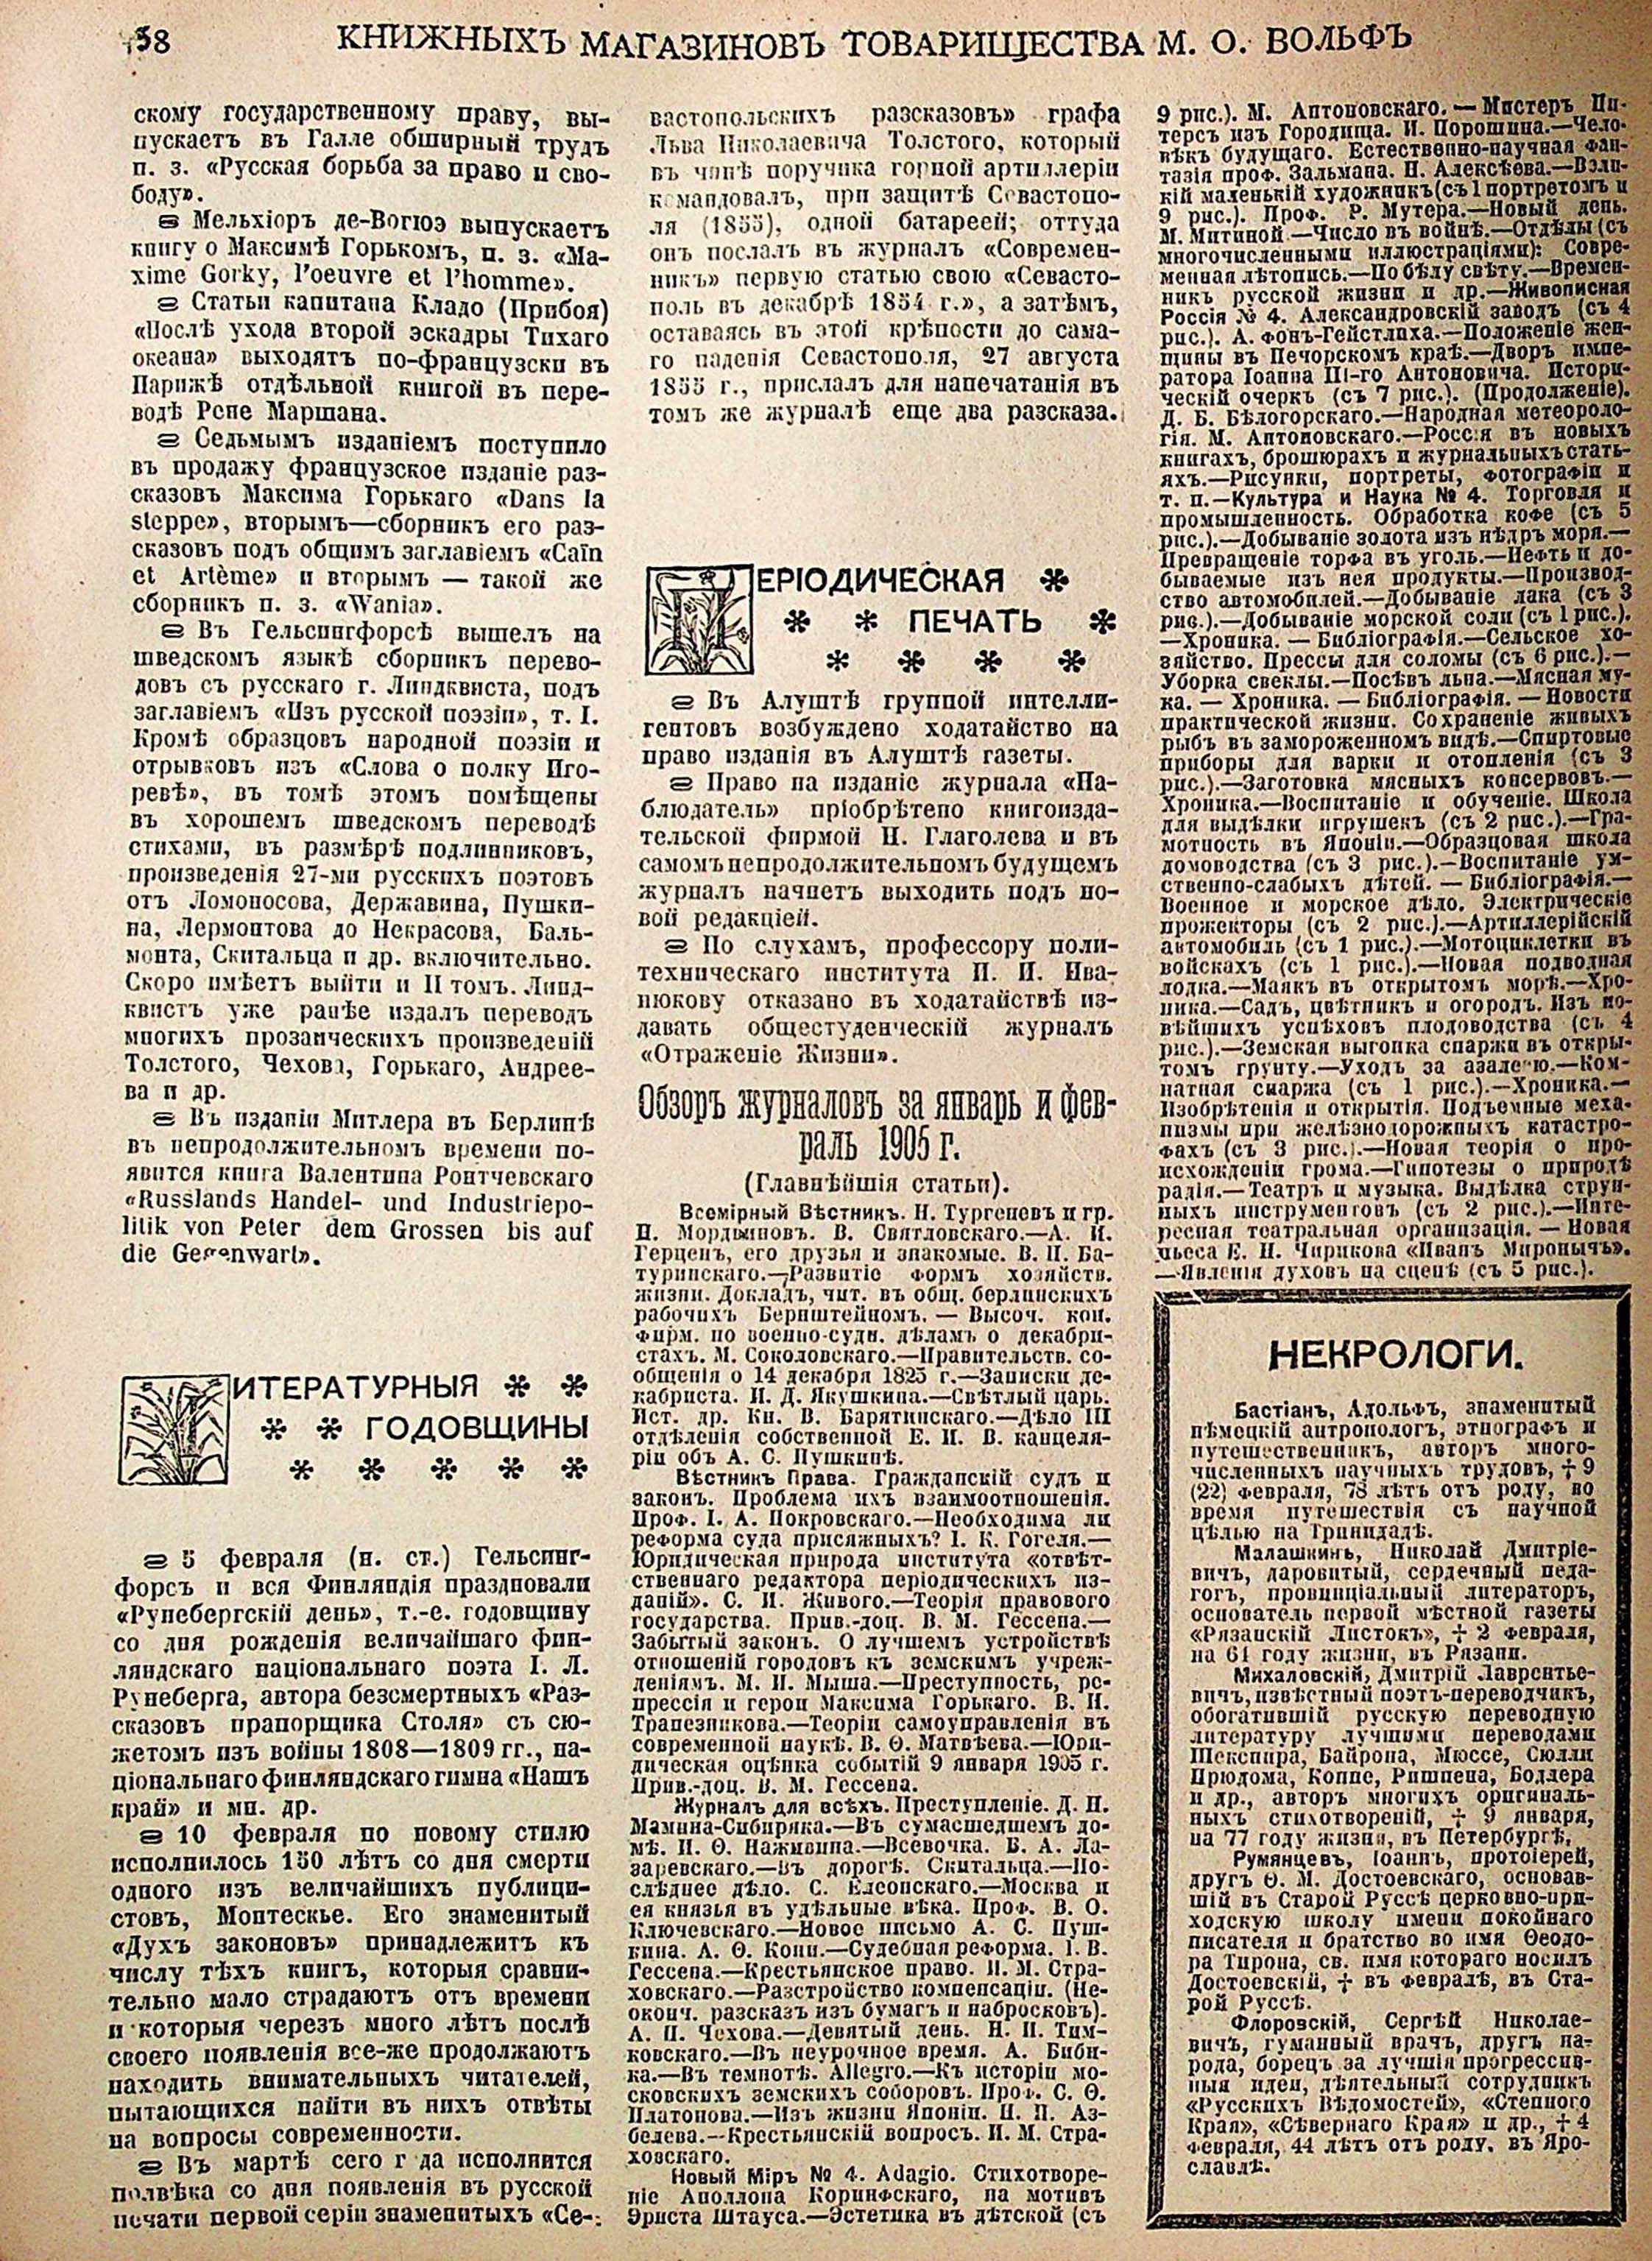 58
КНИЖНЫХЪ МАГАЗИНОВЪ ТОВАРИЩЕСТВА М. О. ВОЛЬФЪ
скому государственному праву, вы-
пускаетъ въ Галле обширный трудъ
п. з. «Русская борьба за право и сво-
боду».
Мельхіоръ де-Вогюэ выпускаетъ
книгу о Максимѣ Горькомъ, п. з. «Ma-
xime Gorky, l'oeuvre et l'homme».
Статьи капитана Кладо (Прибоя)
«Послѣ ухода второй эскадры Тихаго
океана» выходятъ по-французски въ
Парижѣ отдѣльной книгой въ пере-
водѣ Рене Маршана.
Седьмымъ изданіемъ поступило
въ продажу французское изданіе раз-
сказовъ Максима Горькаго «Dans la
steppe», вторымъ—сборникъ его раз-
сказовъ подъ общимъ заглавіемъ «Caïn
et Artème» и вторымъ — такой же
сборникъ п. з. «Wania».
Въ Гельсингфорсѣ вышелъ на
шведскомъ языкѣ сборникъ перево-
довъ съ русскаго г. Линдквиста, подъ
заглавіемъ «Изъ русской поэзіи», т. I.
Кромѣ образцовъ народной поэзіи и
отрывковъ изъ «Слова о полку Иго-
ревѣ», въ томѣ этомъ помѣщены
въ хорошемъ шведскомъ переводѣ
стихами, въ размѣрѣ подлинниковъ,
произведенія 27-ми русскихъ поэтовъ
отъ Ломоносова, Державина, Пушки-
на, Лермонтова до Некрасова, Баль-
монта, Скитальца и др. включительно.
Скоро имѣетъ выйти и II томъ. Линд-
квистъ уже ранѣе издалъ переводъ
многихъ прозаическихъ произведеній
Толстого, Чехова, Горькаго, Андрее-
ва и др.
Въ изданіи Митлера въ Берлинѣ
въ непродолжительномъ времени по-
явится книга Валентина Ронтчевскаго
«Russlands Handel- und Industriepo-
litik von Peter dem Grossen bis auf
die Gegenwart».
ЛИТЕРАТУРНЫЯ
ГОДОВЩИНЫ
5 февраля (н. ст.) Гельсинг-
форсъ и вся Финляндія праздновали
«Рунебергскій день», т.-е. годовщину
со дня рожденія величайшаго фин-
ляндскаго національнаго поэта I. Л.
Рунеберга, автора безсмертныхъ «Раз-
сказовъ прапорщика Столя» съ сю-
жетомъ изъ войны 1808—1809 гг., на-
ціональнаго финляндскаго гимна «Нашъ
край» и мн. др.
10 февраля по новому стилю
исполнилось 150 лѣтъ со дня смерти
одного изъ величайшихъ публици-
стовъ, Монтескье. Его знаменитый
«Духъ законовъ» принадлежитъ къ
числу тѣхъ книгъ, которыя сравни-
тельно мало страдаютъ отъ времени
и которыя черезъ много лѣтъ послѣ
своего появленія все-же продолжаютъ
находить внимательныхъ читателей,
пытающихся найти въ нихъ отвѣты
на вопросы современности.
Въ мартѣ сего г да исполнится
полвѣка со дня появленія въ русской
печати первой серіи знаменитыхъ «Се-
вастопольскихъ разсказовъ» графа
Льва Николаевича Толстого, который
въ чинѣ поручика горной артиллеріи
командовалъ, при защитѣ Севастопо-
ля (1855), одной батареей; оттуда
онъ послалъ въ журналъ «Современ-
никъ» первую статью свою «Севасто-
поль въ декабрѣ 1854 г.», а затѣмъ,
оставаясь въ этой крѣпости до сама-
го паденія Севастополя, 27 августа
1855 г., прислалъ для напечатанія въ
томъ же журналѣ еще два разсказа.
ПЕРІОДИЧЕСКАЯ
ПЕЧАТЬ
Въ Алуштѣ группой интелли-
гентовъ возбуждено ходатайство на
право изданія въ Алуштѣ газеты.
Право на изданіе журнала «На-
блюдатель» пріобрѣтено книгоизда-
тельской фирмой Н. Глаголева и въ
самомъ непродолжительномъ будущемъ
журналъ начнетъ выходить подъ но-
вой редакціей.
По слухамъ, профессору поли-
техническаго института И. И. Ива-
нюкову отказано въ ходатайствѣ из-
давать общестуденческій журналъ
«Отраженіе Жизни».
Обзоръ журналовъ за январь и фев-
раль 1905 г.
(Главнѣйшія статьи).
Всемірный Вѣстникъ. Н. Тургеневъ и гр.
Н. Мордвиновъ. В. Святловскаго.—А. И.
Герценъ, его друзья и знакомые. В. П. Ба-
туринскаго.—Развитіе формъ хозяйств.
жизни. Докладъ, чит. въ общ. берлинскихъ
рабочихъ Бернштейномъ. — Высоч. кон.
фирм. по военно-судн. дѣламъ о декабри-
стахъ. М. Соколовскаго.—Правительств. со-
общенія о 14 декабря 1825 г.—Записки де-
кабриста. И. Д. Якушкина.—Свѣтлый царь.
Ист. др. Кн. В. Барятинскаго.—Дѣло III
отдѣленія собственной Е. И. В. канцеля-
ріи объ А. С. Пушкинѣ.
Вѣстникъ Права. Гражданскій судъ и
законъ. Проблема ихъ взаимоотношенія.
Проф. I. А. Покровскаго.—Необходима ли
реформа суда присяжныхъ? I. К. Гогеля.—
Юридическая природа института «отвѣт-
ственнаго редактора періодическихъ из-
даній». С. И. Живого.—Теорія правового
государства. Прив.-доц. В. М. Гессена.—
Забытый законъ. О лучшемъ устройствѣ
отношеній городовъ къ земскимъ учреж-
деніямъ. М. И. Мыша.—Преступность, ре-
прессія и герои Максима Горькаго. В. Н.
Трапезникова.—Теоріи самоуправленія въ
современной наукѣ. В. Ѳ. Матвѣева.—Юри-
дическая оцѣнка событій 9 января 1905 г.
Прив.-доц. В. М. Гессена.
Журналъ для всѣхъ. Преступленіе. Д. Н.
Мамина-Сибиряка.—Въ сумасшедшемъ до-
мѣ. И. Ѳ. Наживина.—Всевочка. Б. А. Ла-
заревскаго.—Въ дорогѣ. Скитальца.—По-
слѣднее дѣло. С. Елеонскаго.—Москва и
ея князья въ удѣльные вѣка. Проф. В. О.
Ключевскаго.—Новое письмо А. С. Пуш-
кина. А. Ѳ. Кони.—Судебная реформа. I. В.
Гессена.—Крестьянское право. И. М. Стра-
ховскаго.—Разстройство компенсаціи. (Не-
оконч. разсказъ изъ бумагъ и набросковъ).
А. П. Чехова.—Девятый день. Н. И. Тим-
ковскаго.—Въ неурочное время. А. Биби-
ка.—Въ темнотѣ. Allegro.—Къ исторіи мо-
сковскихъ земскихъ соборовъ. Проф. С. Ѳ.
Платонова.—Изъ жизни Японіи. Н. П. Аз-
белева.—Крестьянскій вопросъ. И. М. Стра-
ховскаго.
Новый Міръ № 4. Adagio. Стихотворе-
ніе Аполлона Коринфскаго, на мотивъ
Эрнста Штауса.—Эстетика въ дѣтской (съ
9 рис.). М. Антоновскаго.—Мистеръ Пи-
терсъ изъ Городища. И. Порошина.—Чело-
вѣкъ будущаго. Естественно-научная фан-
тазія проф. Зальмана. Н. Алексѣева.—Вэли-
кій маленькій художникъ (съ 1 портретомъ и
9 рис.). Проф. Р. Мутера.—Новый день.
М. Митиной.—Число въ войнѣ.—Отдѣлы (съ
многочисленными иллюстраціями): Совре-
менная лѣтопись.—По бѣлу свѣту.—Времен-
никъ русской жизни и др.—Живописная
Россія № 4. Александровскій заводъ (съ 4
рис.). А. фонъ-Гейстлиха.—Положеніе жен-
щины въ Печорскомъ краѣ.—Дворъ импе-
ратора Іоанна III-го Антоновича. Истори-
ческій очеркъ (съ 7 рис.). (Продолженіе).
Д. Б. Бѣлогорскаго.—Народная метеороло-
гія. М. Антоновскаго.—Россія въ новыхъ
книгахъ, брошюрахъ и журнальныхъ стать-
яхъ.—Рисунки, портреты, фотографіи и
т. п.—Культура и Наука № 4. Торговля и
промышленность. Обработка кофе (съ 5
рис.).—Добываніе золота изъ нѣдръ моря.—
Превращеніе торфа въ уголь.—Нефть и до-
бываемые изъ нея продукты.—Производ-
ство автомобилей.—Добываніе лака (съ 3
рис.).—Добываніе морской соли (съ 1 рис.).
—Хроника. — Библіографія.—Сельское хо-
зяйство. Прессы для соломы (съ 6 рис.).—
Уборка свеклы.—Посѣвъ льна.—Мясная му-
ка. — Хроника. — Библіографія. — Новости
практической жизни. Сохраненіе живыхъ
рыбъ въ замороженномъ видѣ.—Спиртовые
приборы для варки и отопленія (съ 3
рис.).—Заготовка мясныхъ консервовъ.—
Хроника.—Воспитаніе и обученіе. Школа
для выдѣлки игрушекъ (съ 2 рис.).—Гра-
мотность въ Японіи.—Образцовая школа
домоводства (съ 3 рис.).—Воспитаніе ум-
ственно-слабыхъ дѣтей. — Библіографія.—
Военное и морское дѣло. Электрическіе
прожекторы (съ 2 рис.).—Артиллерійскій
автомобиль (съ 1 рис.).—Мотоциклетки въ
войскахъ (съ 1 рис.).—Новая подводная
лодка.—Маякъ въ открытомъ морѣ.—Хро-
ника.—Садъ, цвѣтникъ и огородъ. Изъ но-
вѣйшихъ успѣховъ плодоводства (съ 4
рис.).—Земская выгонка спаржи въ откры-
томъ грунту.—Уходъ за азалею.—Ком-
натная спаржа (съ 1 рис.).—Хроника.—
Изобрѣтенія и открытія. Подъемные меха-
низмы при желѣзнодорожныхъ катастро-
фахъ (съ 3 рис.).—Новая теорія о про-
исхожденіи грома.—Гипотезы о природѣ
радія.—Театръ и музыка. Выдѣлка струн-
ныхъ инструментовъ (съ 2 рис.).—Инте-
ресная театральная организація. — Новая
пьеса Е. Н. Чирикова «Иванъ Миронычъ».
—Явленія духовъ на сценѣ (съ 5 рис.).
НЕКРОЛОГИ.
Бастіанъ, Адольфъ, знаменитый
нѣмецкій антропологъ, этнографъ и
путешественникъ, авторъ много-
численныхъ научныхъ трудовъ, † 9
(22) февраля, 78 лѣтъ отъ роду, во
время путешествія съ научной
цѣлью на Тринидадѣ.
Малашкинъ, Николай Дмитріе-
вичъ, даровитый, сердечный педа-
гогъ, провинціальный литераторъ,
основатель первой мѣстной газеты
«Рязанскій Листокъ», † 2 февраля,
на 61 году жизни, въ Рязани.
Михаловскій, Дмитрій Лаврентье-
вичъ, извѣстный поэтъ-переводчикъ,
обогатившій русскую переводную
литературу лучшими переводами
Шекспира, Байрона, Мюссе, Сюлли
Прюдома, Коппе, Ришпена, Бодлера
и др., авторъ многихъ оригиналь-
ныхъ стихотвореній, † 9 января,
на 77 году жизни, въ Петербургѣ.
Румянцевъ, Іоаннъ, протоіерей,
другъ Ѳ. М. Достоевскаго, основав-
шій въ Старой Руссѣ церковно-при-
ходскую школу имени покойнаго
писателя и братство во имя Ѳеодо-
ра Тирона, св. имя котораго носилъ
Достоевскій, † въ февралѣ, въ Ста-
рой Руссѣ.
Флоровскій, Сергѣй Николае-
вичъ, гуманный врачъ, другъ на-
рода, борецъ за лучшія прогрессив-
ныя идеи, дѣятельный сотрудникъ
«Русскихъ Вѣдомостей», «Степного
Края», «Сѣвернаго Края» и др., † 4
февраля, 44 лѣтъ отъ роду, въ Яро-
славлѣ.